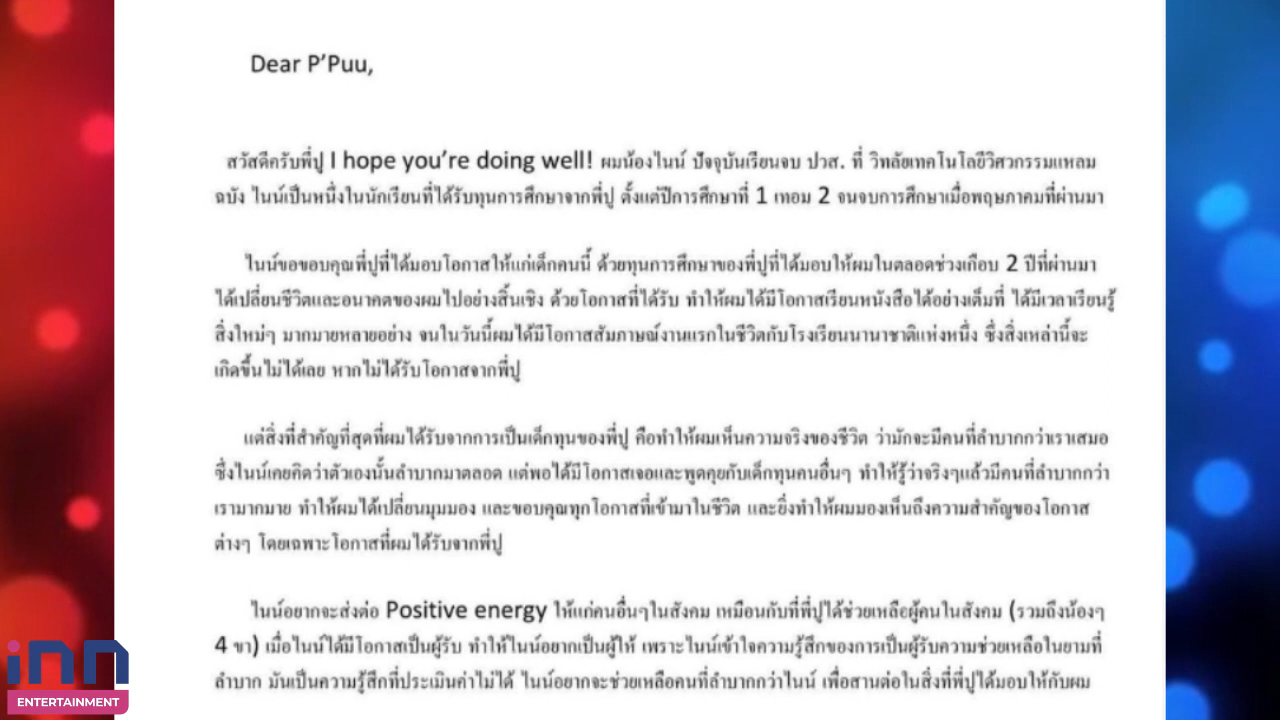 Dear P'Puu,
สวัสดีครับพี่ปู I hope you're doing well! ผมน้องไนน์ ปัจจุบันเรียนจบ ปวส. ที่ วิทลัยเทคโนโลยีวิศวกรรมแหลม
ฉบัง ไนน์เป็นหนึ่งในนักเรียนที่ได้รับทุนการศึกษาจากพี่ปู ตั้งแต่ปีการศึกษาที่ 1 เทอม 2 จนจบการศึกษาเมื่อพฤษภาคมที่ผ่านมา
ไนน์ขอขอบคุณพี่ปูที่ได้มอบโอกาสให้แก่เด็กคนนี้ ด้วยทุนการศึกษาของพี่ปูที่ได้มอบให้ผมในตลอดช่วงเกือบ 2 ปีที่ผ่านมา
ได้เปลี่ยนชีวิตและอนาคตของผมไปอย่างสิ้นเชิง ด้วยโอกาสที่ได้รับ ทำให้ผมได้มีโอกาสเรียนหนังสือได้อย่างเต็มที่ ได้มีเวลาเรียนรู้
สิ่งใหม่ๆ มากมายหลายอย่าง จนในวันนี้ผมได้มีโอกาสสัมภาษณ์งานแรกในชีวิตกับโรงเรียนนานาชาติแห่งหนึ่ง ซึ่งสิ่งเหล่านี้จะ
เกิดขึ้นไม่ได้เลย หากไม่ได้รับโอกาสจากพี่ปู
แต่สิ่งที่สำคัญที่สุดที่ผมได้รับจากการเป็นเด็กทุนของพี่ปู คือทำให้ผมเห็นความจริงของชีวิต ว่ามักจะมีคนที่ลำบากกว่าเราเสมอ
ซึ่งไนน์เคยคิดว่าตัวเองนั้นลำบากมาตลอด แต่พอได้มีโอกาสเจอและพูดคุยกับเด็กทุนคนอื่นๆ ทำให้รู้ว่าจริงๆแล้วมีคนที่ลำบากกว่า
เรามากมาย ทำให้ผมได้เปลี่ยนมุมมอง และขอบคุณทุกโอกาสที่เข้ามาในชีวิต และยิ่งทำให้ผมมองเห็นถึงความสำคัญของโอกาส
ต่างๆ โดยเฉพาะโอกาสที่ผมได้รับจากพี่ปู
ไนน์อยากจะส่งต่อ Positive energy ให้แก่คนอื่นๆในสังคม เหมือนกับที่พี่ปูได้ช่วยเหลือผู้คนในสังคม (รวมถึงน้องๆ
4 ขา) เมื่อไนน์ได้มีโอกาสเป็นผู้รับ ทำให้ไนน์อยากเป็นผู้ให้ เพราะไนน์เข้าใจความรู้สึกของการเป็นผู้รับความช่วยเหลือในยามที่
ลำบาก มันเป็นความรู้สึกที่ประเมินค่าไม่ได้ ไนน์อยากจะช่วยเหลือคนที่ลำบากกว่าไนน์ เพื่อสานต่อในสิ่งที่พี่ปูได้มอบให้กับผม
inn
ENTERTAINMENT